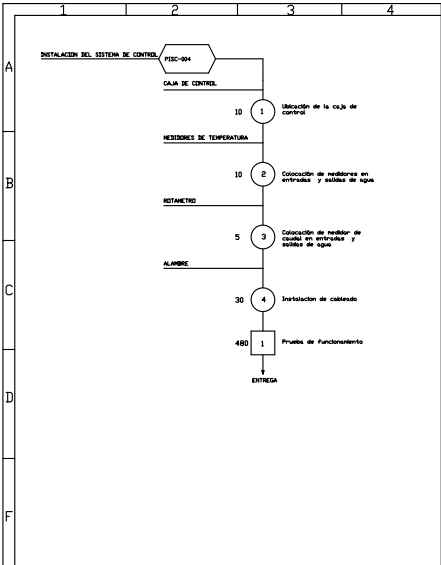 1 2 3 4
A
INSTALACION DEL SISTEMA DE CONTROL
PISC-004
CAJA DE CONTROL
10 1 Ubicación de la caja de
control
MEDIDORES DE TEMPERATURA
B
10 2 Colocación de medidores en
entradas y salidas de agua
ROTAMETRO
5 3 Colocación de medidor de
caudal en entradas y
salidas de agua
ALAMBRE
C
30 4 Instalacion de cableado
480 1 Prueba de funcionamiento
ENTREGA
D
F